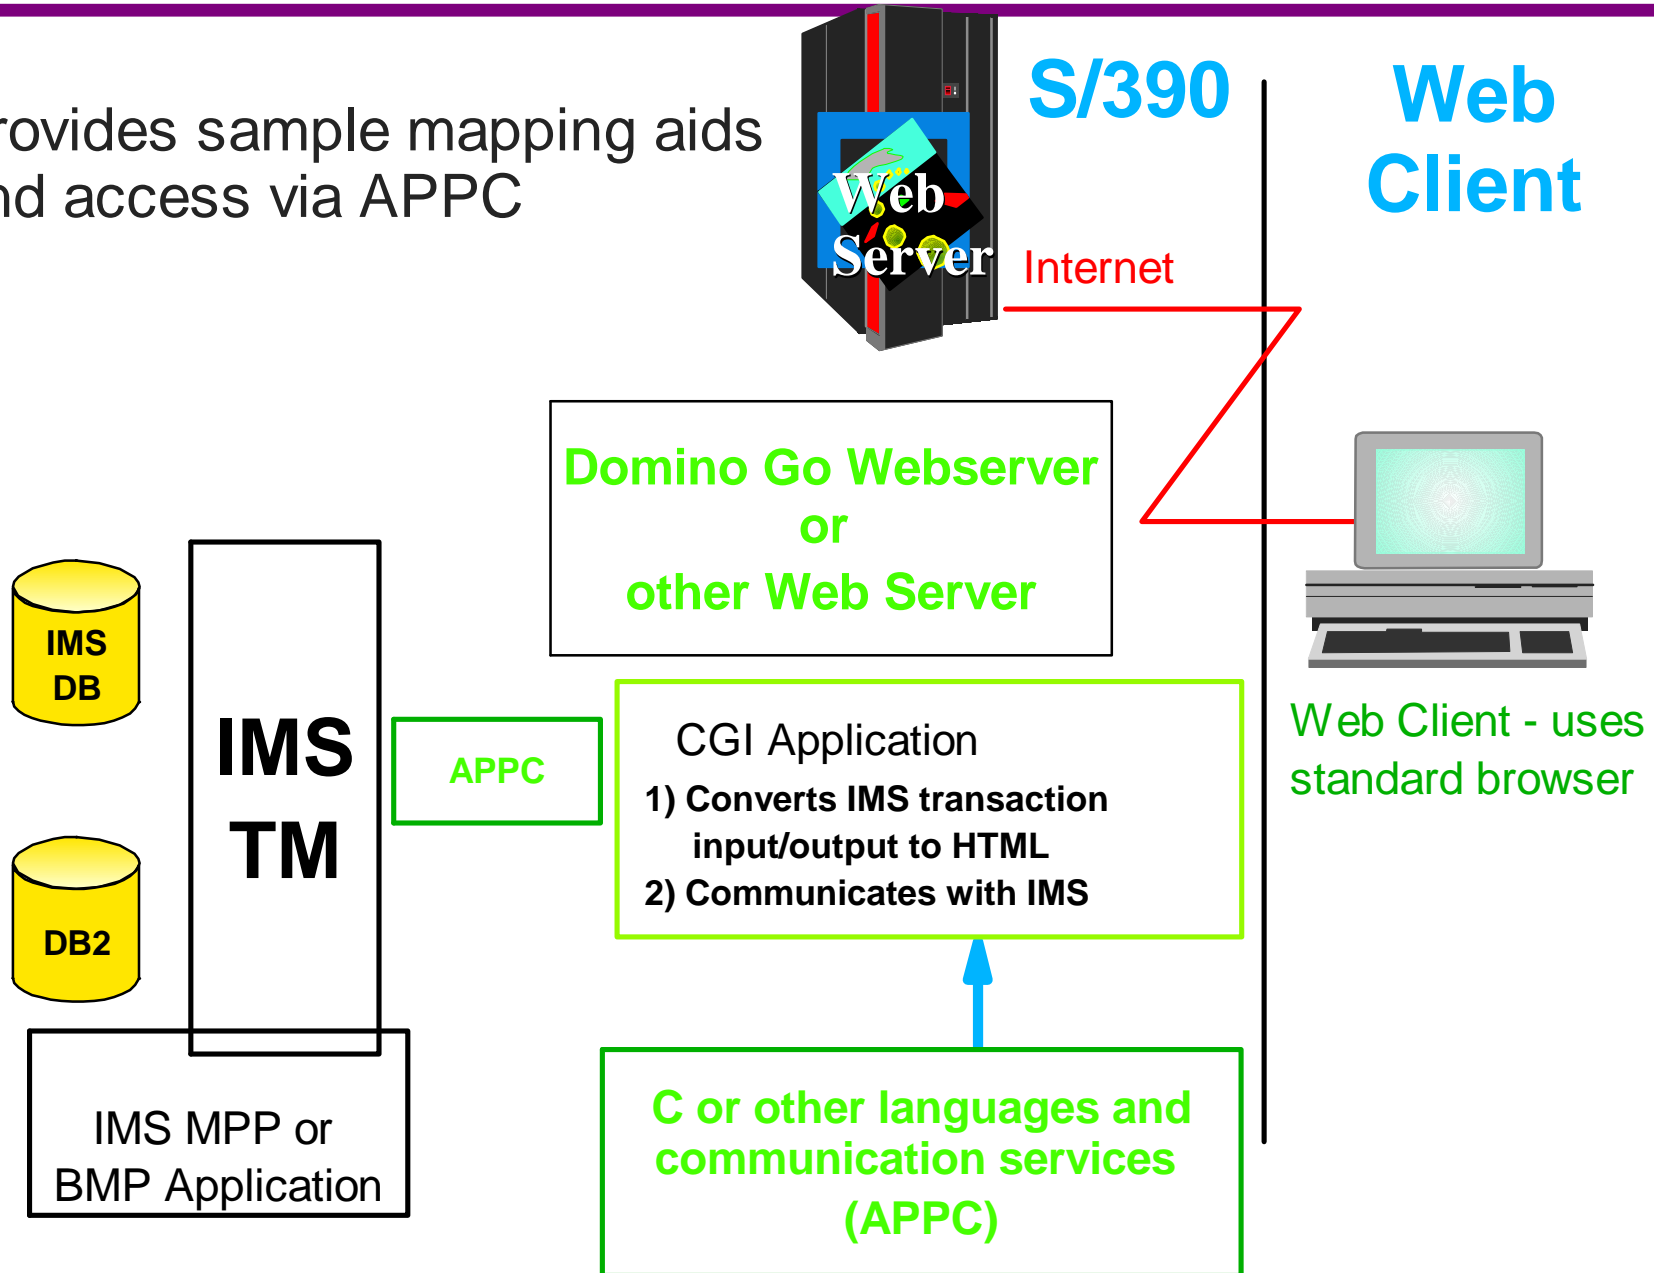 rovides sample mapping aids
nd access via APPC
S/390
Web
Client
Web
Server
Internet
Domino Go Webserver
or
other Web Server
IMS
DB
IMS
TM
APPC
CGI Application
1) Converts IMS transaction
input/output to HTML
2) Communicates with IMS
Web Client - uses
standard browser
DB2
IMS MPP or
BMP Application
C or other languages and
communication services
(APPC)